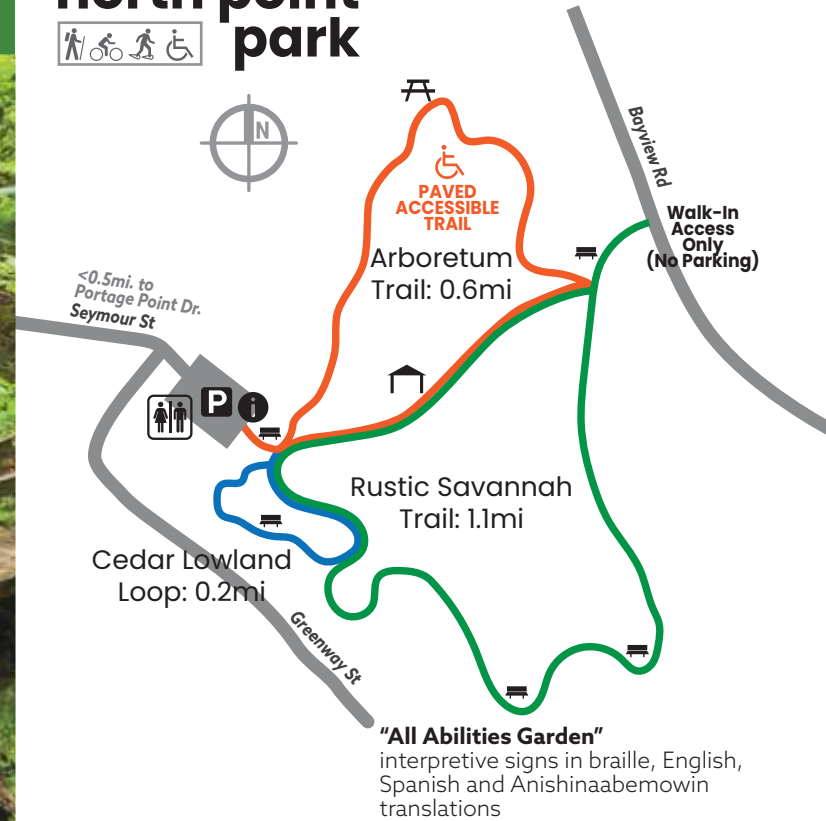 north point
park
N
PAVED
ACCESSIBLE
TRAIL
Bayview Rd
Walk-In
Access
Only
(No Parking)
Arboretum
Trail: 0.6mi
<0.5mi. to
Portage Point Dr.
Seymour St
P
i
Rustic Savannah
Trail: 1.1mi
Cedar Lowland
Loop: 0.2mi
Greenway St
“All Abilities Garden”
interpretive signs in braille, English,
Spanish and Anishinaabemowin
translations